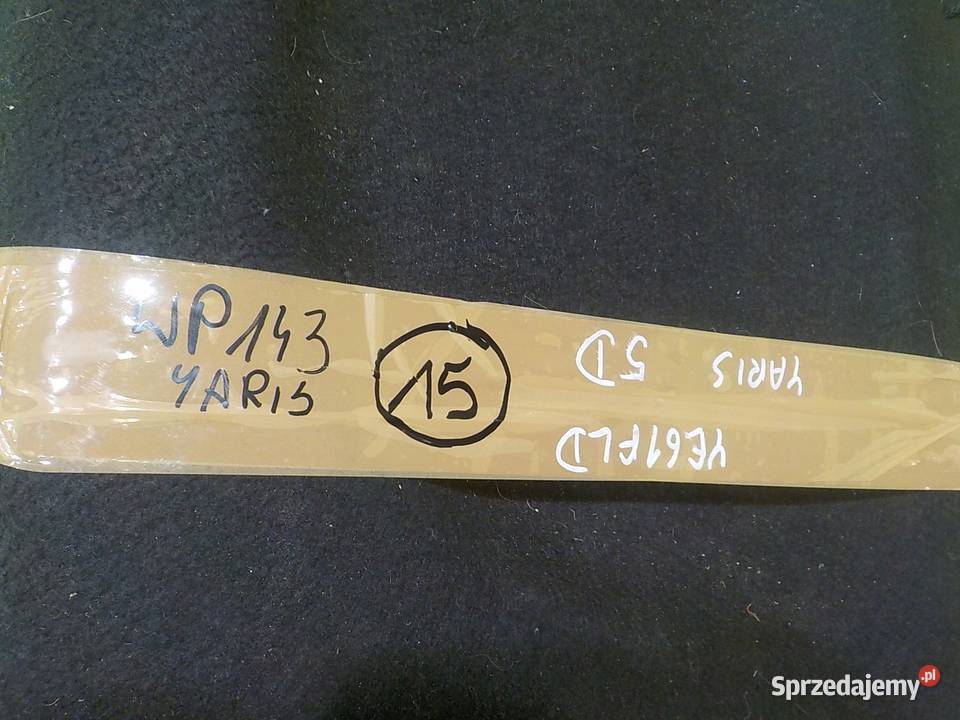 WP143
YARIS
15
YE61FLD
YARIS 5D
Sprzedajemy.pl